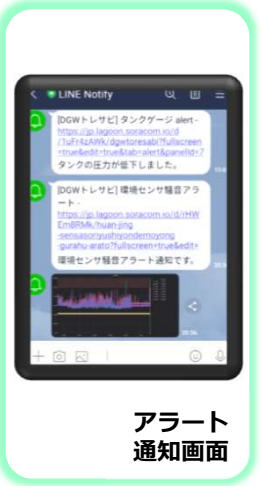 LINE Notify
[DGWトレサビ] タンクゲージ alert -
https://jp.lagoon.soracom.io/d
/1uFr4zAWk/dgwtoresabi?fullscreen
=true&edit=true&tab=alert&panelId=7
タンクの圧力が低下しました。
[DGWトレサビ] 環境センサ騒音アラ
ート -
https://jp.lagoon.soracom.io/d/rHW
Em8RMk/huan-jing
-sensasoriyushiyondemoyong
-gurahu-arato?fullscreen=true&edit=
環境センサ騒音アラート通知です。
アラート
通知画面